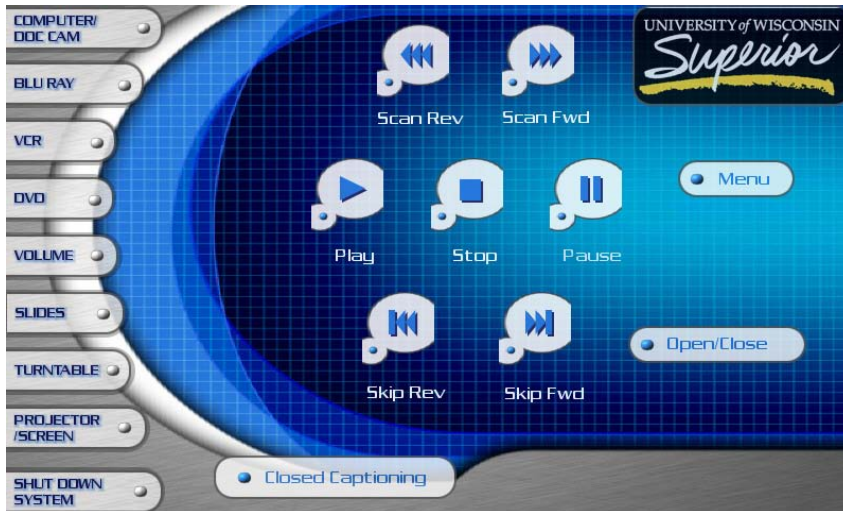 COMPUTER/
DOC CAM
BLU RAY
VCR
DVD
VOLUME
SLIDES
TURNTABLE
PROJECTOR
/SCREEN
SHUT DOWN
SYSTEM
Scan Rev
Scan Fwd
UNIVERSITY of WISCONSIN
Superior
Play
Stop
Pause
Menu
Skip Rev
Skip Fwd
Open/Close
Closed Captioning